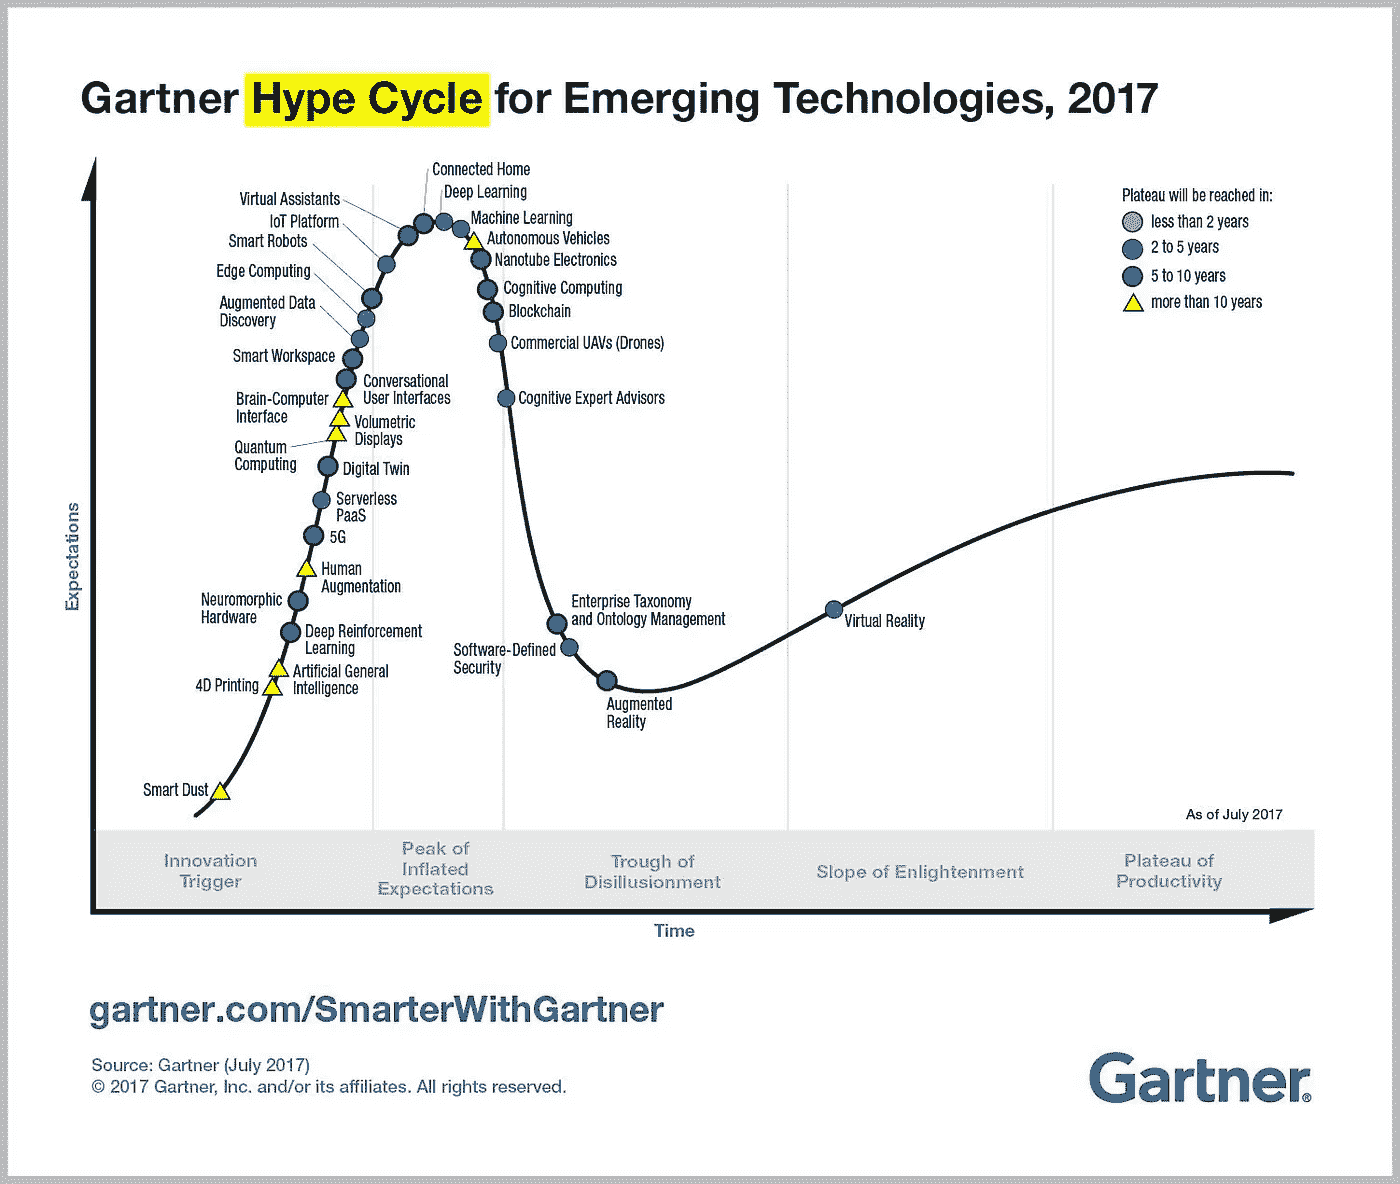 Gartner Hype Cycle for Emerging Technologies, 2017
Connected Home
Deep Learning
Virtual Assistants
IoT Platform
Machine Learning
Smart Robots
Autonomous Vehicles
Nanotube Electronics
Edge Computing
Cognitive Computing
Augmented Data
Discovery
Blockchain
Commercial UAVs (Drones)
Smart Workspace
Conversational
User Interfaces
Brain-Computer
Interface
Cognitive Expert Advisors
Volumetric
Displays
Quantum
Computing
Digital Twin
Serverless
PaaS
5G
Human
Augmentation
Neuromorphic
Hardware
Deep Reinforcement
Learning
Artificial General
Intelligence
4D Printing
Smart Dust
Enterprise Taxonomy
and Ontology Management
Software-Defined
Security
Augmented
Reality
Virtual Reality
Plateau will be reached in:
less than 2 years
2 to 5 years
5 to 10 years
more than 10 years
Expectations
As of July 2017
Innovation
Trigger
Peak of
Inflated
Expectations
Trough of
Disillusionment
Slope of Enlightenment
Plateau of
Productivity
Time
gartner.com/SmarterWithGartner
Source: Gartner (July 2017)
© 2017 Gartner, Inc. and/or its affiliates. All rights reserved.
Gartner®